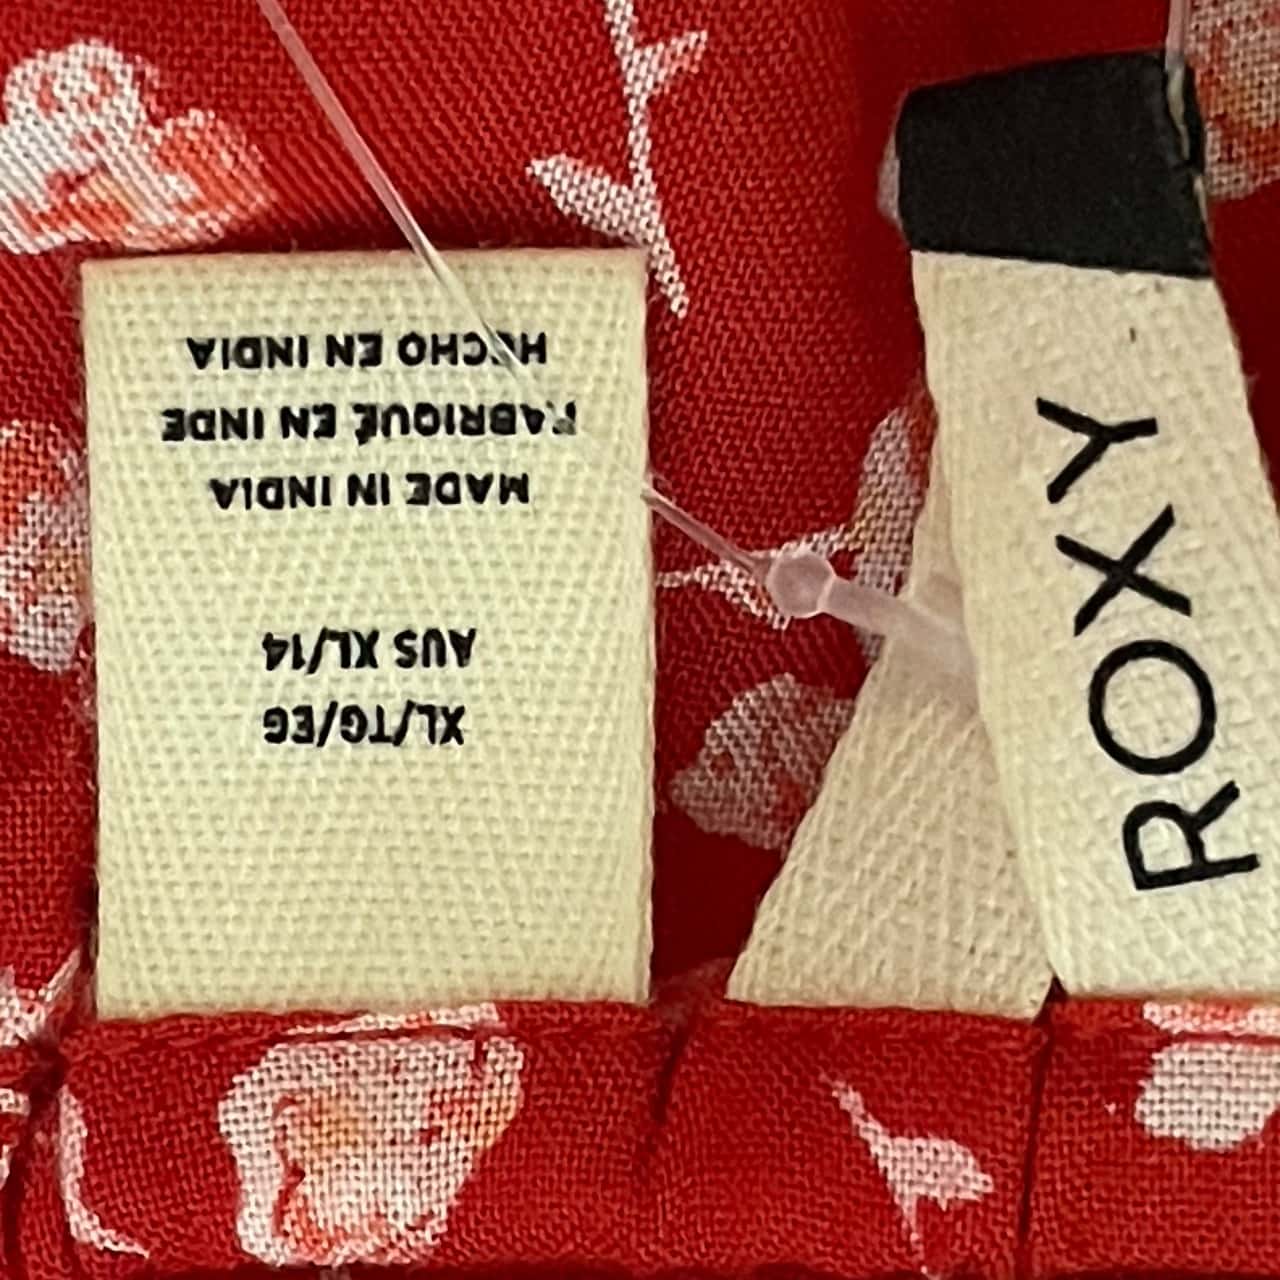 XL/TG/EG
AUS XL/14
MADE IN INDIA
FABRIQUÉ EN INDE
HECHO EN INDIA
ROXY